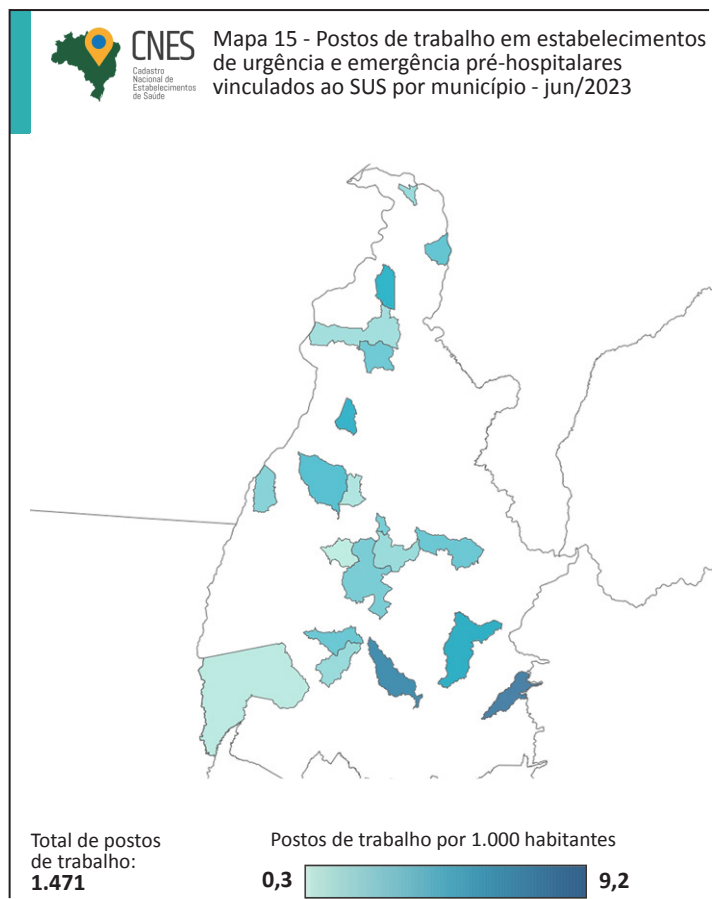 CNES
Cadastro
Nacional de
Estabelecimentos
de Saúde
Mapa 15 - Postos de trabalho em estabelecimentos
de urgência e emergência pré-hospitalares
vinculados ao SUS por município - jun/2023
Total de postos
de trabalho:
1.471
Postos de trabalho por 1.000 habitantes
0,3
9,2